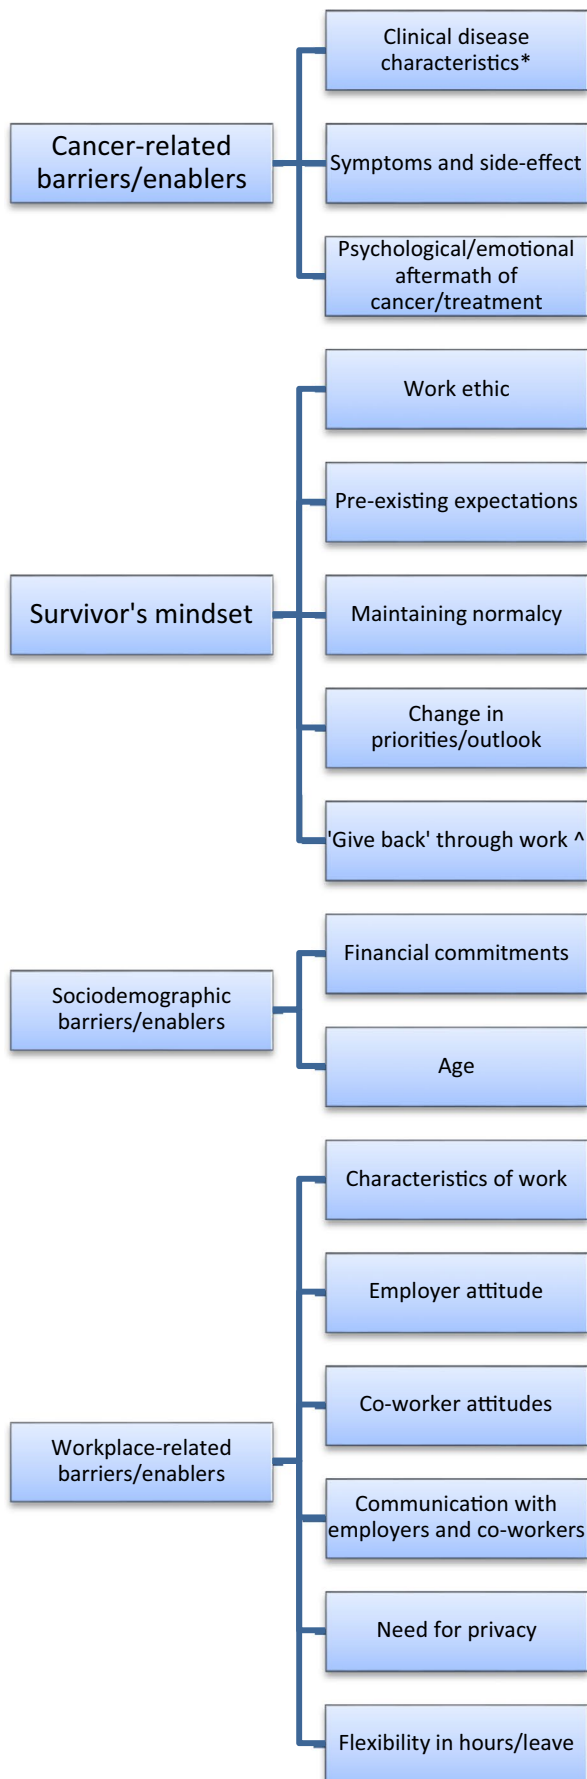 Cancer-related
barriers/enablers
Clinical disease
characteristics*
Symptoms and side-effect
Psychological/emotional
aftermath of
cancer/treatment
Survivor's mindset
Work ethic
Pre-existing expectations
Maintaining normalcy
Change in
priorities/outlook
'Give back' through work ^
Sociodemographic
barriers/enablers
Financial commitments
Age
Workplace-related
barriers/enablers
Characteristics of work
Employer attitude
Co-worker attitudes
Communication with
employers and co-workers
Need for privacy
Flexibility in hours/leave